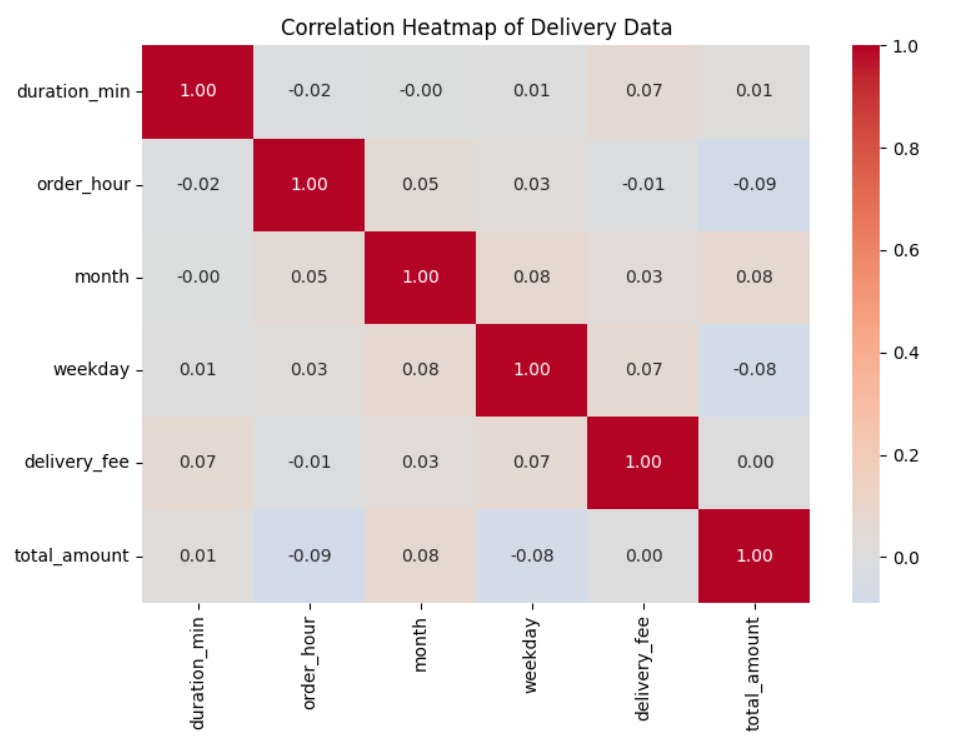 Correlation Heatmap of Delivery Data
duration_min 1.00 -0.02 -0.00 0.01 0.07 0.01
order_hour -0.02 1.00 0.05 0.03 -0.01 -0.09
month -0.00 0.05 1.00 0.08 0.03 0.08
weekday 0.01 0.03 0.08 1.00 0.07 -0.08
delivery_fee 0.07 -0.01 0.03 0.07 1.00 0.00
total_amount 0.01 -0.09 0.08 -0.08 0.00 1.00
duration_min
order_hour
month
weekday
delivery_fee
total_amount
1.0
0.8
0.6
0.4
0.2
0.0